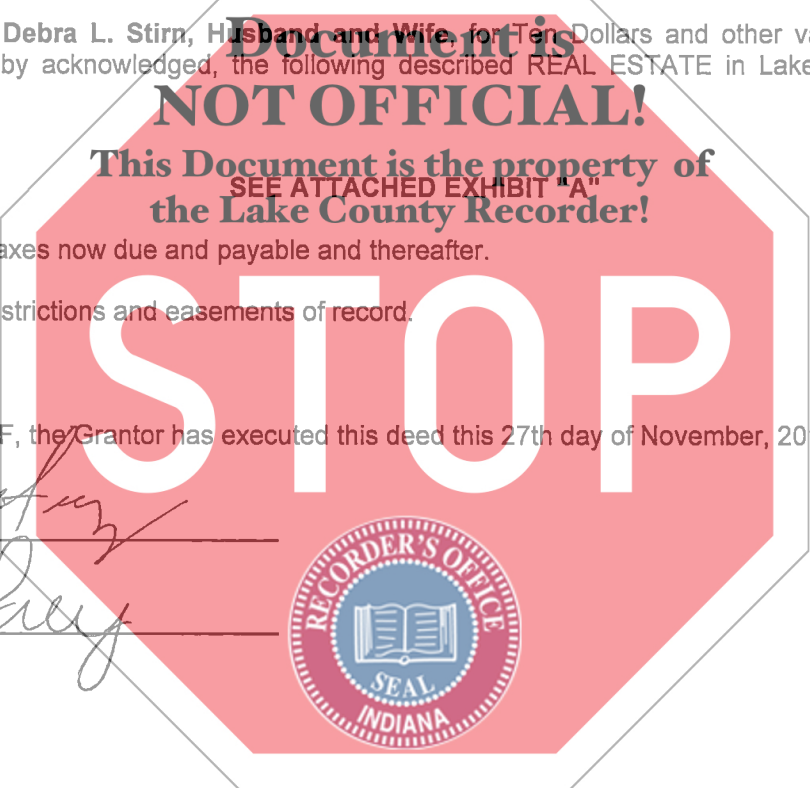 Debra L. Stirn, Husband and Wife, for Ten Dollars and other va
Document is
by acknowledged, the following described REAL ESTATE in Lake
NOT OFFICIAL!
This Document is the property of
SEE ATTACHED EXHIBIT "A"
the Lake County Recorder!
axes now due and payable and thereafter.
strictions and easements of record.
STOP
F, the Grantor has executed this deed this 27th day of November, 20
RECORDER'S OFFICE
SEAL
INDIANA